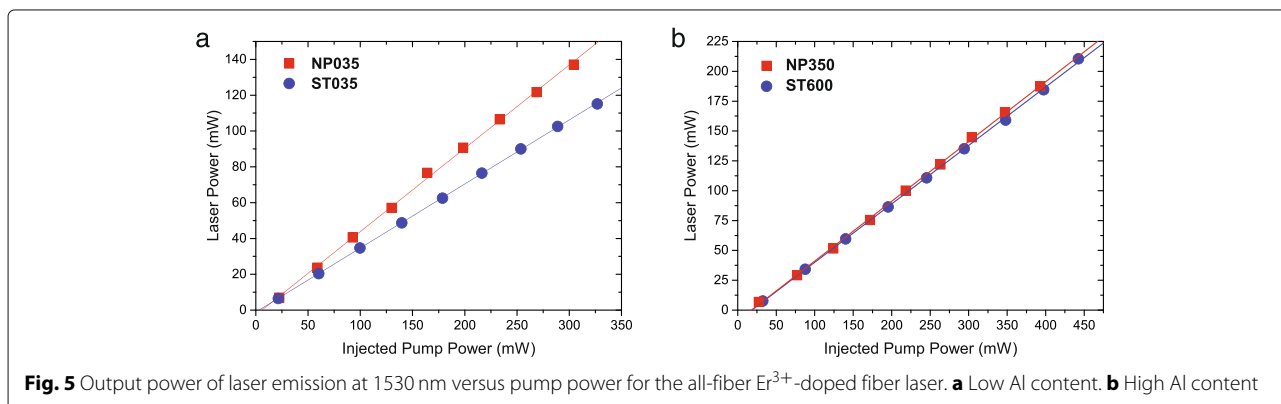 a
NP035
ST035
Laser Power (mW)
140
120
100
80
60
40
20
0
0 50 100 150 200 250 300 350
Injected Pump Power (mW)
b
NP350
ST600
Laser Power (mW)
225
200
175
150
125
100
75
50
25
0
0 50 100 150 200 250 300 350 400 450
Injected Pump Power (mW)
Fig. 5 Output power of laser emission at 1530 nm versus pump power for the all-fiber Er³⁺-doped fiber laser. a Low Al content. b High Al content